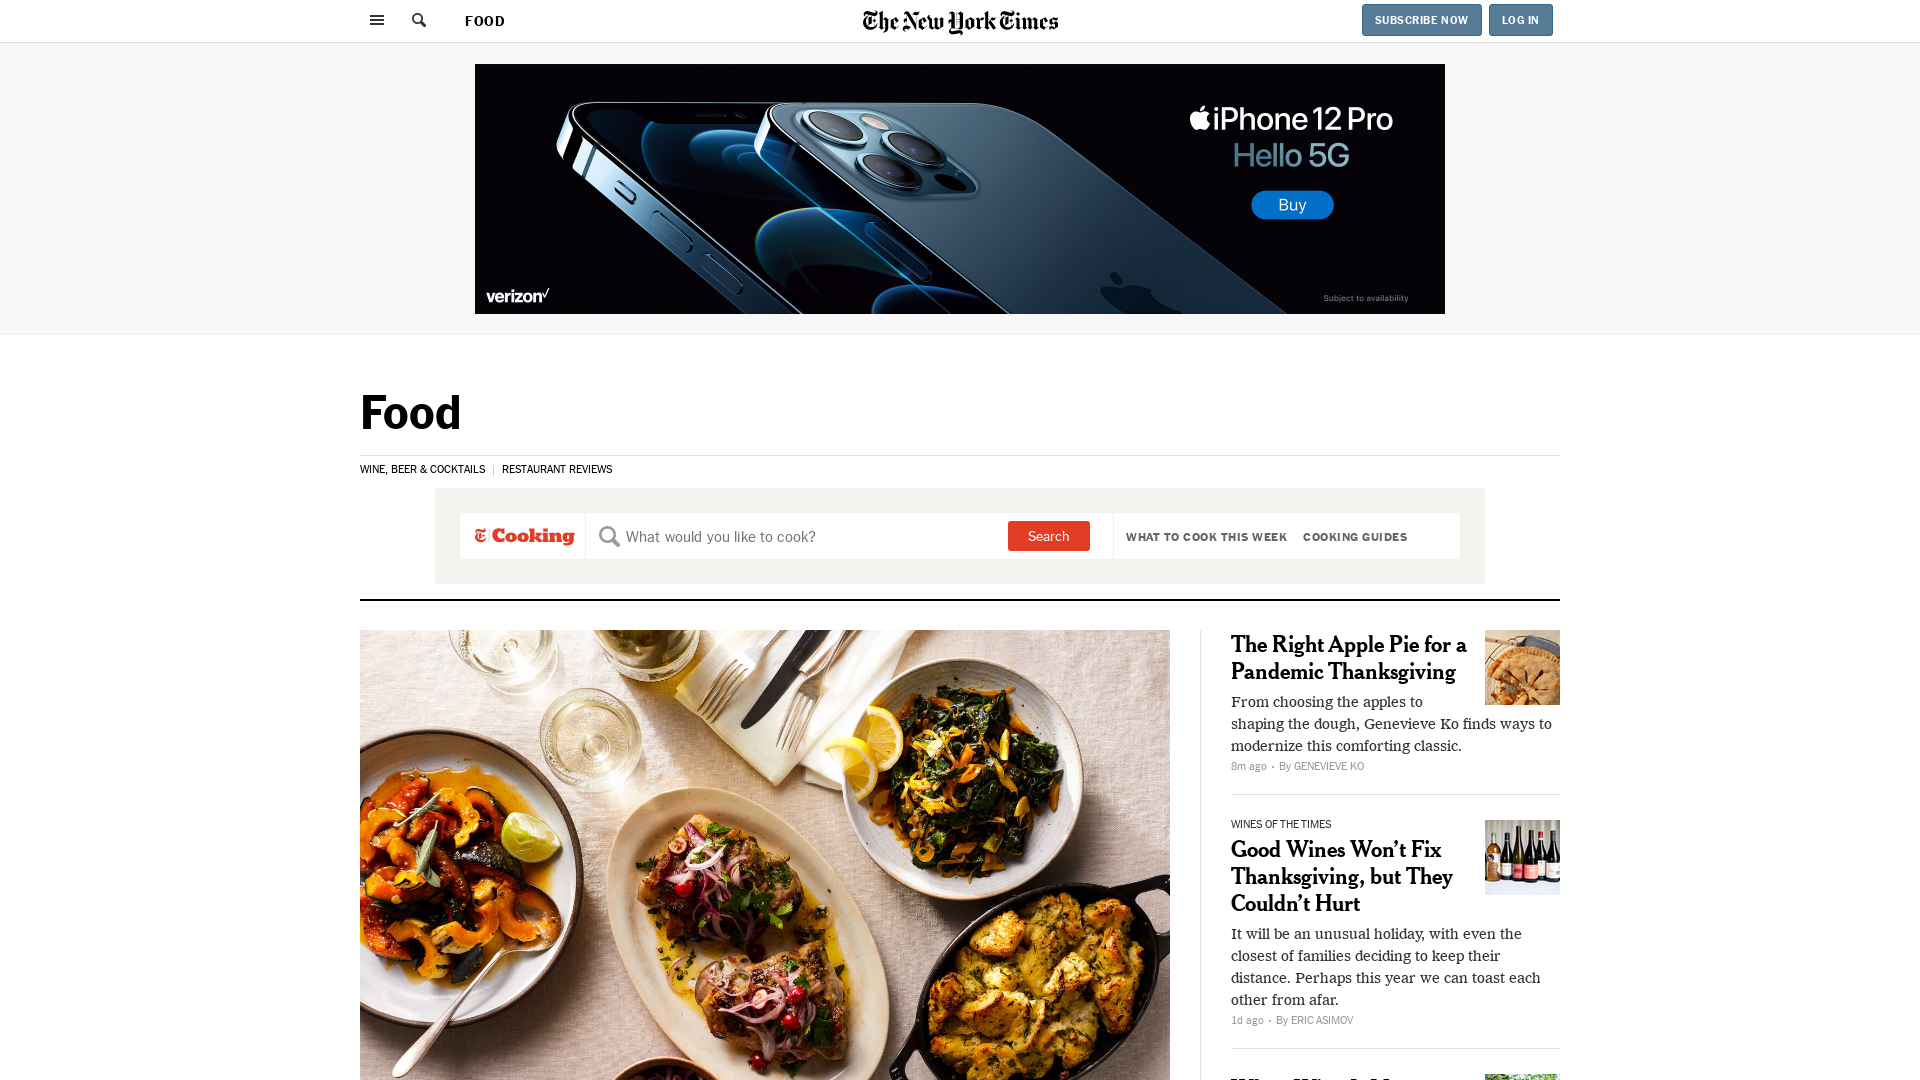 FOOD
The New York Times
SUBSCRIBE NOW
LOG IN
iPhone 12 Pro
Hello 5G
Buy
verizon✓
Subject to availability
Food
WINE, BEER & COCKTAILS | RESTAURANT REVIEWS
Cooking
What would you like to cook?
Search
WHAT TO COOK THIS WEEK
COOKING GUIDES
The Right Apple Pie for a
Pandemic Thanksgiving
From choosing the apples to
shaping the dough, Genevieve Ko finds ways to
modernize this comforting classic.
8m ago • By GENEVIEVE KO
WINES OF THE TIMES
Good Wines Won’t Fix
Thanksgiving, but They
Couldn’t Hurt
It will be an unusual holiday, with even the
closest of families deciding to keep their
distance. Perhaps this year we can toast each
other from afar.
1d ago • By ERIC ASIMOV